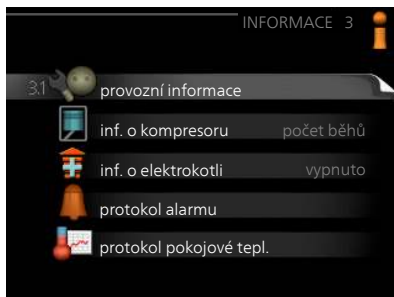 INFORMACE 3
3.1 provozní informace
inf. o kompresoru počet běhů
inf. o elektrokotli vypnuto
protokol alarmu
protokol pokojové tepl.